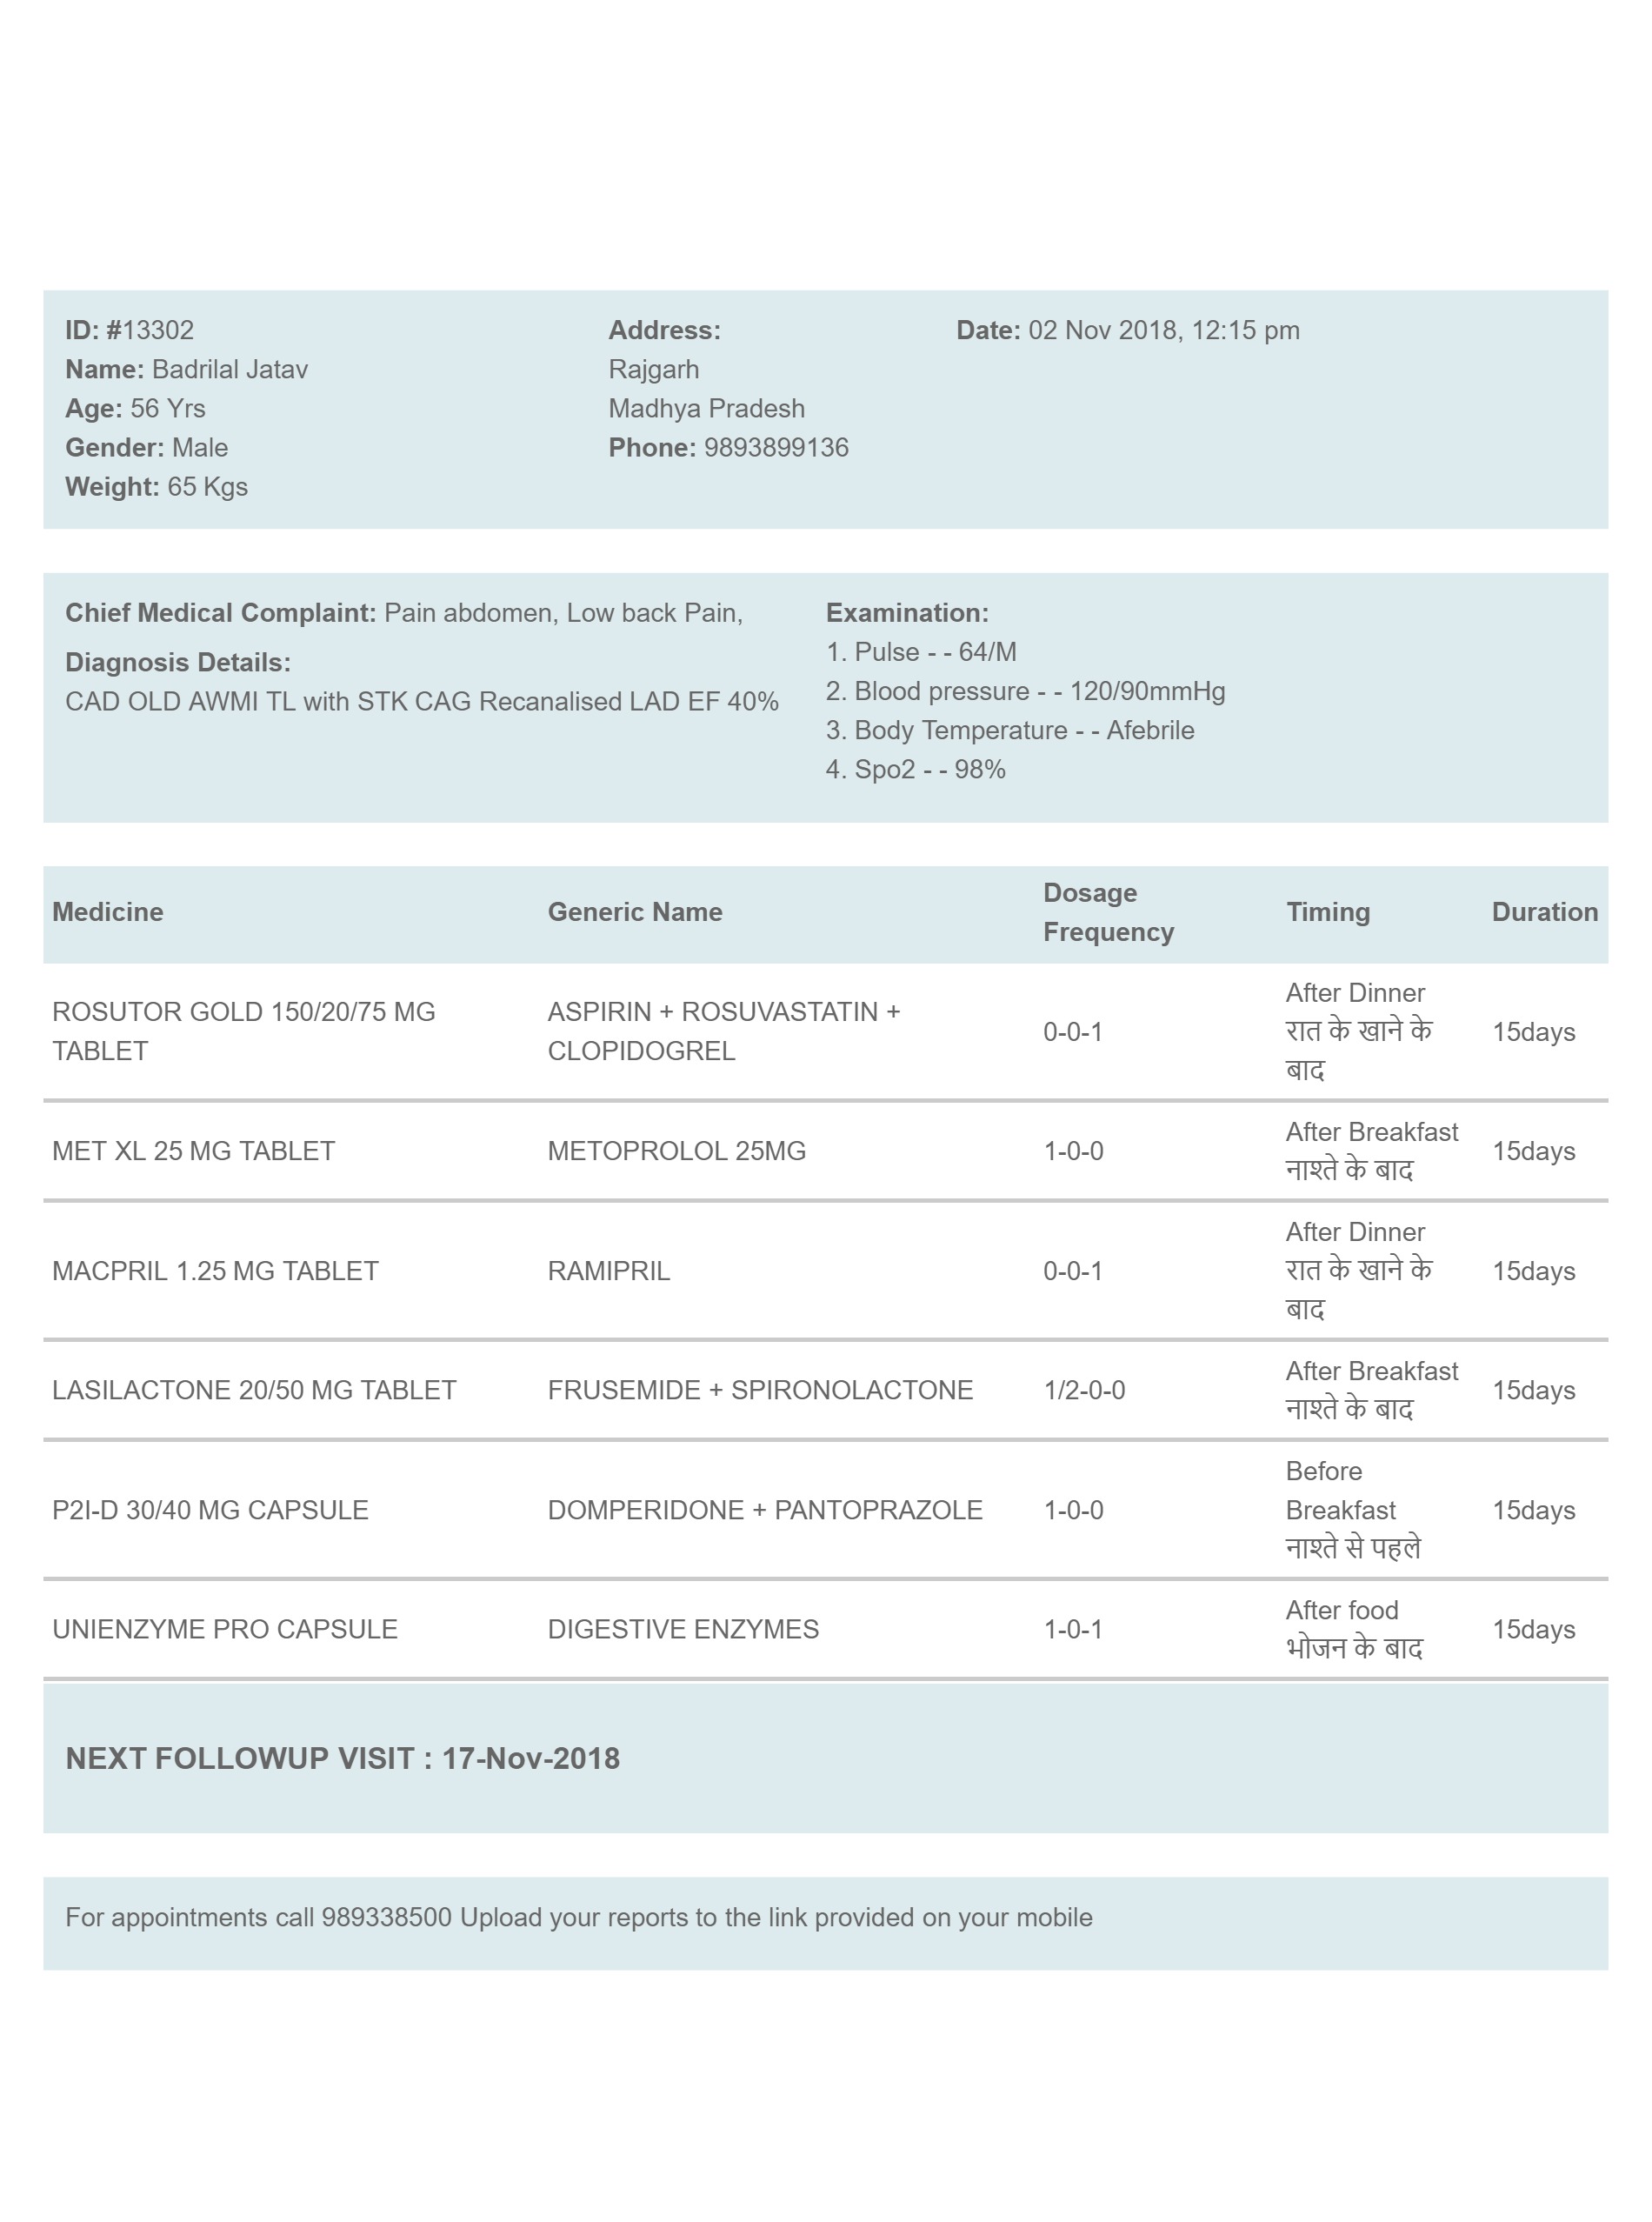 ID: #13302
Name: Badrilal Jatav
Age: 56 Yrs
Gender: Male
Weight: 65 Kgs
Address:
Rajgarh
Madhya Pradesh
Phone: 9893899136
Date: 02 Nov 2018, 12:15 pm
Chief Medical Complaint: Pain abdomen, Low back Pain,
Diagnosis Details:
CAD OLD AWMI TL with STK CAG Recanalised LAD EF 40%
Examination:
1. Pulse - - 64/M
2. Blood pressure - - 120/90mmHg
3. Body Temperature - - Afebrile
4. Spo2 - - 98%
Medicine Generic Name Dosage Frequency Timing Duration
ROSUTOR GOLD 150/20/75 MG
TABLET
ASPIRIN + ROSUVASTATIN +
CLOPIDOGREL
0-0-1
After Dinner
रात के खाने के
बाद
15days
MET XL 25 MG TABLET
METOPROLOL 25MG
1-0-0
After Breakfast
नाश्ते के बाद
15days
MACPRIL 1.25 MG TABLET
RAMIPRIL
0-0-1
After Dinner
रात के खाने के
बाद
15days
LASILACTONE 20/50 MG TABLET
FRUSEMIDE + SPIRONOLACTONE
1/2-0-0
After Breakfast
नाश्ते के बाद
15days
P2I-D 30/40 MG CAPSULE
DOMPERIDONE + PANTOPRAZOLE
1-0-0
Before
Breakfast
नाश्ते से पहले
15days
UNIENZYME PRO CAPSULE
DIGESTIVE ENZYMES
1-0-1
After food
भोजन के बाद
15days
NEXT FOLLOWUP VISIT : 17-Nov-2018
For appointments call 989338500 Upload your reports to the link provided on your mobile